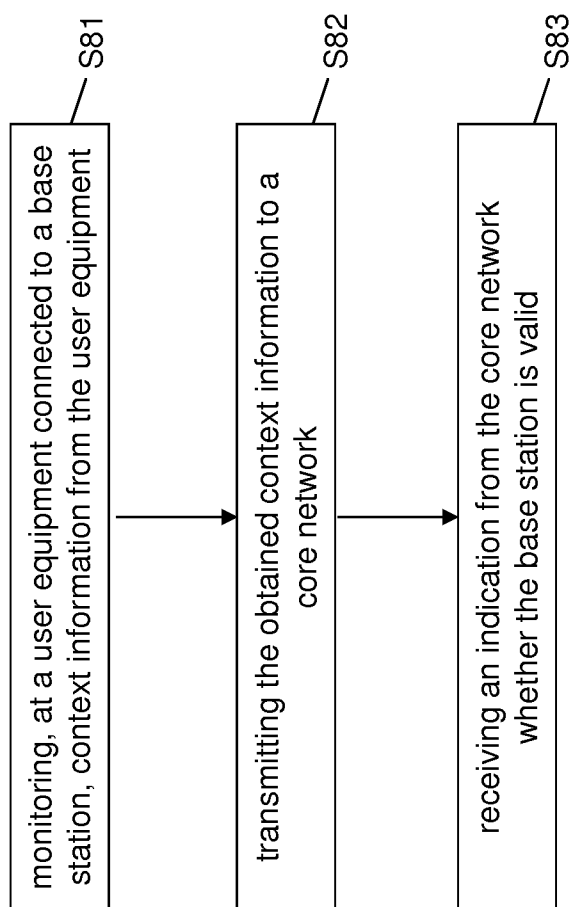 monitoring, at a user equipment connected to a base
station, context information from the user equipment
S81
transmitting the obtained context information to a
core network
S82
receiving an indication from the core network
whether the base station is valid
S83